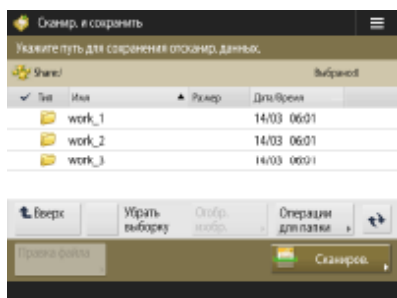 Сканир. и сохранить
Укажите путь для сохранения отсканир. данных.
Share:/ Выбрано:0
Тип Имя Размер Дата/Время
work_1 14/03 06:01
work_2 14/03 06:01
work_3 14/03 06:01
Вверх Убрать выборку Отобр. изобр. Операции для папки
Правка файла Сканиров.